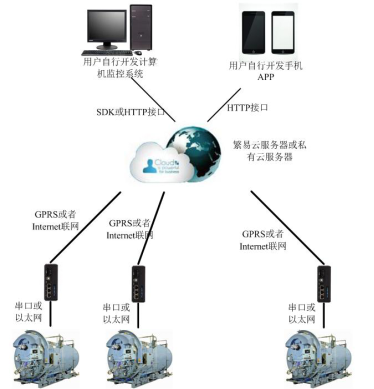 用户自行开发计算
机监控系统
用户自行开发手机
APP
SDK或HTTP接口
HTTP接口
繁易云服务器或私
有云服务器
Cloud
GPRS或者
Internet联网
GPRS或者
Internet联网
GPRS或者
Internet联网
串口或
以太网
串口或
以太网
串口或
以太网